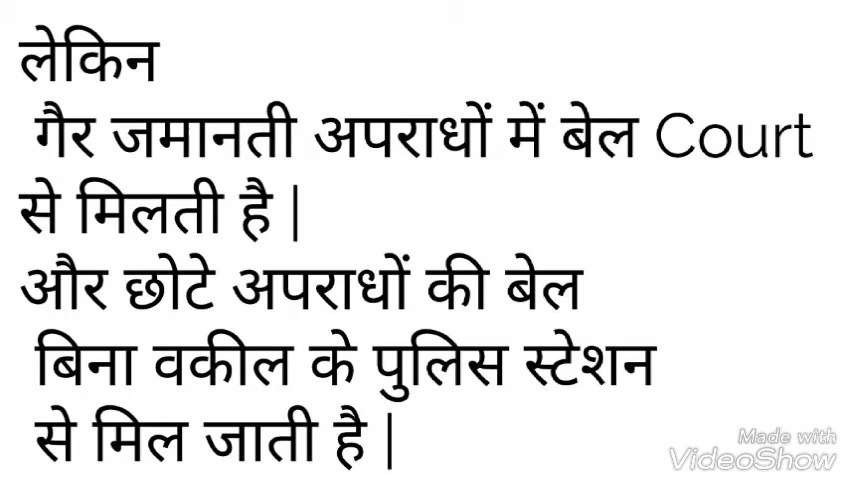 लेकिन
गैर जमानती अपराधों में बेल Court
से मिलती है |
और छोटे अपराधों की बेल
बिना वकील के पुलिस स्टेशन
से मिल जाती है |
Made with
VideoShow